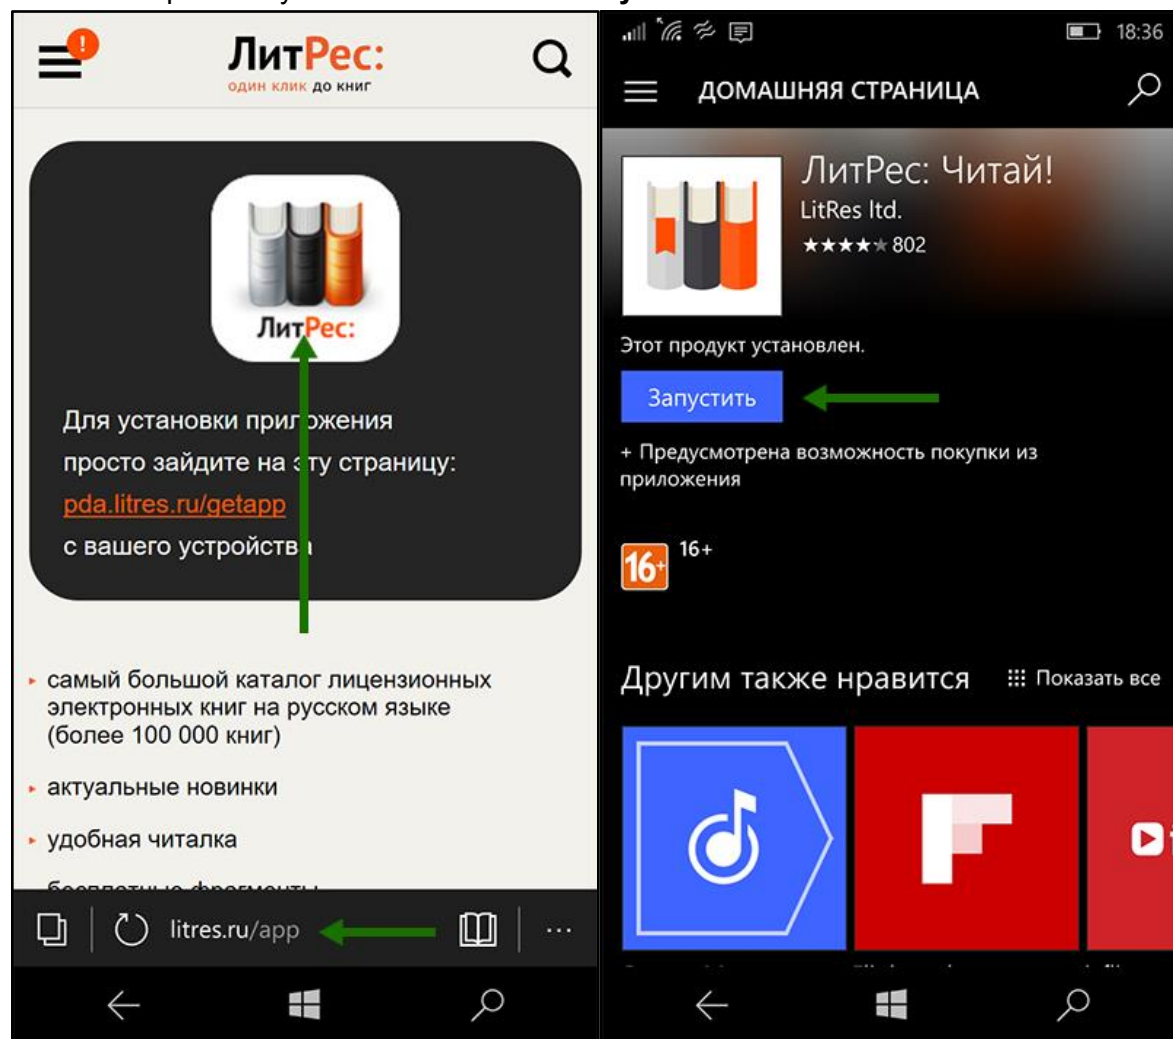 ЛитРес:
один клик до книг
ЛитРес:
Для установки приложения
просто зайдите на эту страницу:
pda.litres.ru/getapp
с вашего устройства
самый большой каталог лицензионных
электронных книг на русском языке
(более 100 000 книг)
актуальные новинки
удобная читалка
бесплатные фрагменты
litres.ru/app
18:36
ДОМАШНЯЯ СТРАНИЦА
ЛитРес: Читай!
LitRes ltd.
802
Этот продукт установлен.
Запустить
+ Предусмотрена возможность покупки из
приложения
16+
16+
Другим также нравится
Показать все